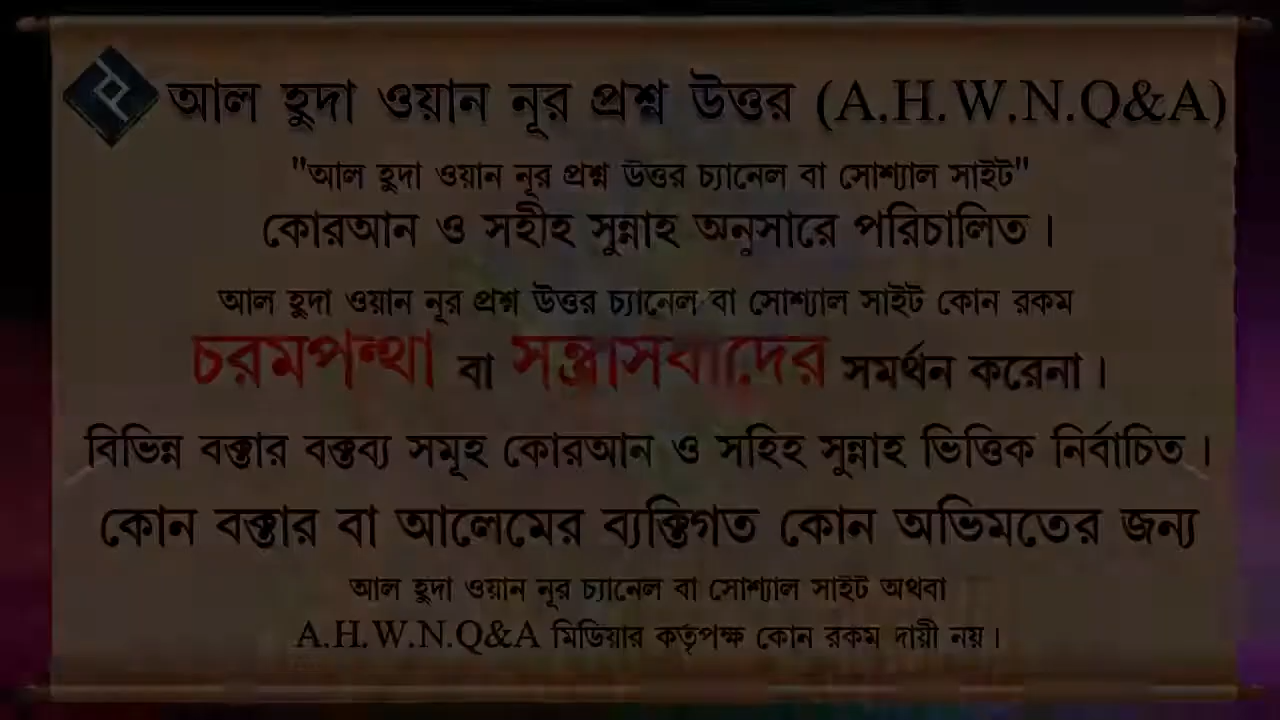 আল হুদা ওয়ান নূর প্রশ্ন উত্তর (A.H.W.N.Q&A)
"আল হুদা ওয়ান নূর প্রশ্ন উত্তর চ্যানেল বা সোশ্যাল সাইট"
কোরআন ও সহীহ সুন্নাহ অনুসারে পরিচালিত ।
আল হুদা ওয়ান নূর প্রশ্ন উত্তর চ্যানেল বা সোশ্যাল সাইট কোন রকম
চরমপন্থা বা সন্ত্রাসবাদের সমর্থন করেনা ।
বিভিন্ন বক্তার বক্তব্য সমূহ কোরআন ও সহিহ সুন্নাহ ভিত্তিক নির্বাচিত ।
কোন বক্তার বা আলেমের ব্যক্তিগত কোন অভিমতের জন্য
আল হুদা ওয়ান নূর চ্যানেল বা সোশ্যাল সাইট অথবা
A.H.W.N.Q&A মিডিয়ার কর্তৃপক্ষ কোন রকম দায়ী নয় ।